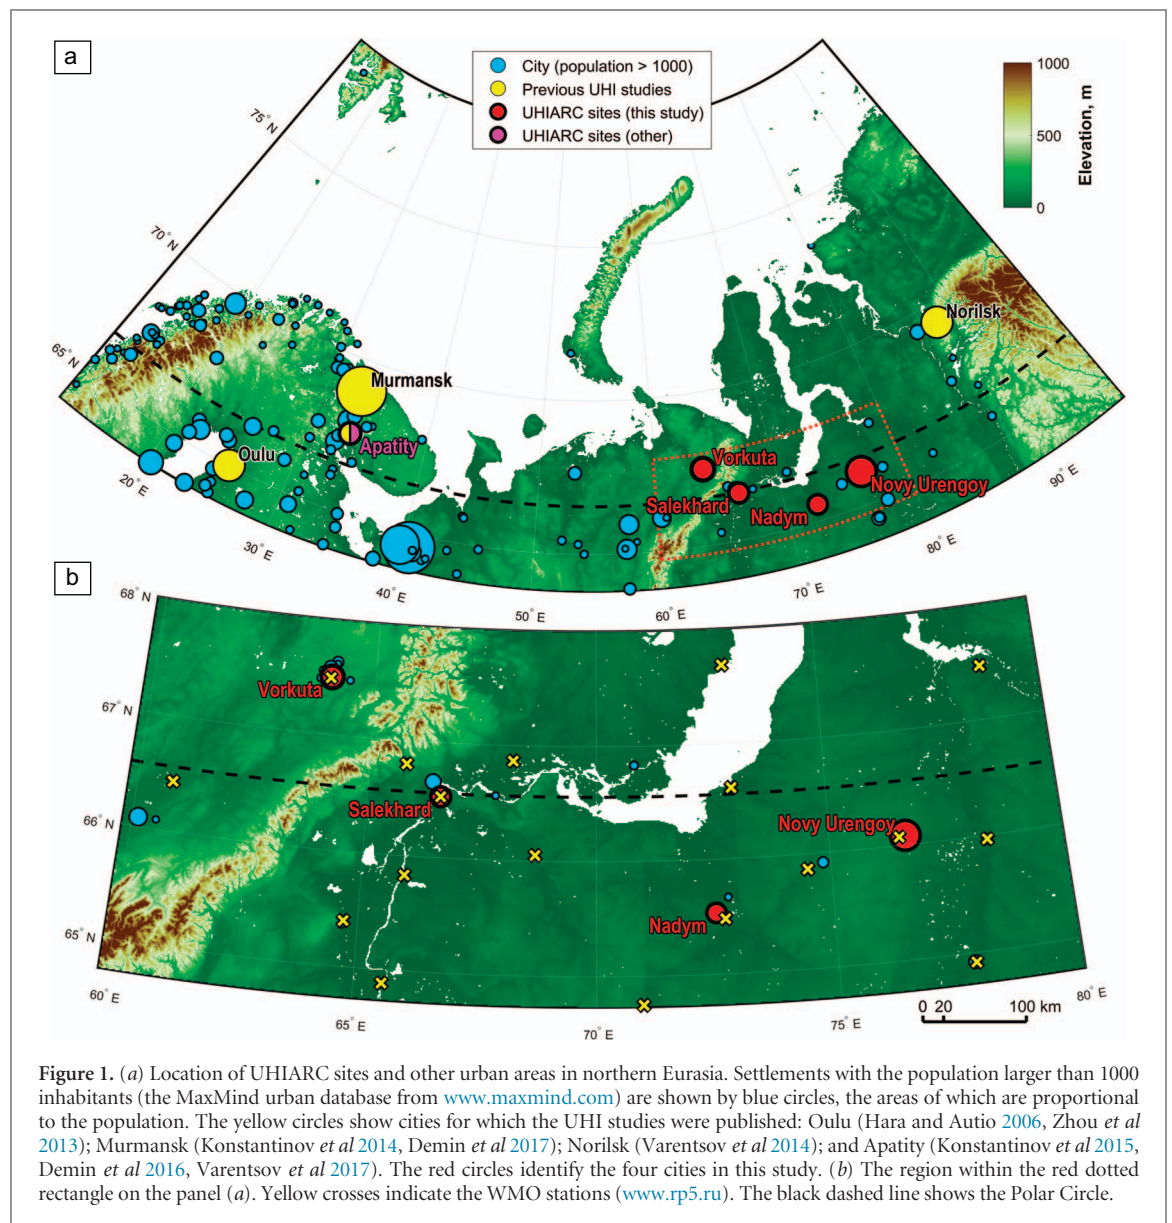 a
City (population > 1000)
Previous UHI studies
UHIARC sites (this study)
UHIARC sites (other)
1000
500
0
Elevation, m
75° N
70° N
65° N
20° E
30° E
40° E
50° E
60° E
70° E
80° E
90° E
Norilsk
Murmansk
Apatity
Oulu
Vorkuta
Salekhard
Nadym
Novy Urengoy
b
68° N
67° N
66° N
65° N
60° E
65° E
70° E
75° E
80° E
Vorkuta
Salekhard
Novy Urengoy
Nadym
0 20 100 km
Figure 1. (a) Location of UHIARC sites and other urban areas in northern Eurasia. Settlements with the population larger than 1000
inhabitants (the MaxMind urban database from www.maxmind.com) are shown by blue circles, the areas of which are proportional
to the population. The yellow circles show cities for which the UHI studies were published: Oulu (Hara and Autio 2006, Zhou et al
2013); Murmansk (Konstantinov et al 2014, Demin et al 2017); Norilsk (Varentsov et al 2014); and Apatity (Konstantinov et al 2015,
Demin et al 2016, Varentsov et al 2017). The red circles identify the four cities in this study. (b) The region within the red dotted
rectangle on the panel (a). Yellow crosses indicate the WMO stations (www.rp5.ru). The black dashed line shows the Polar Circle.